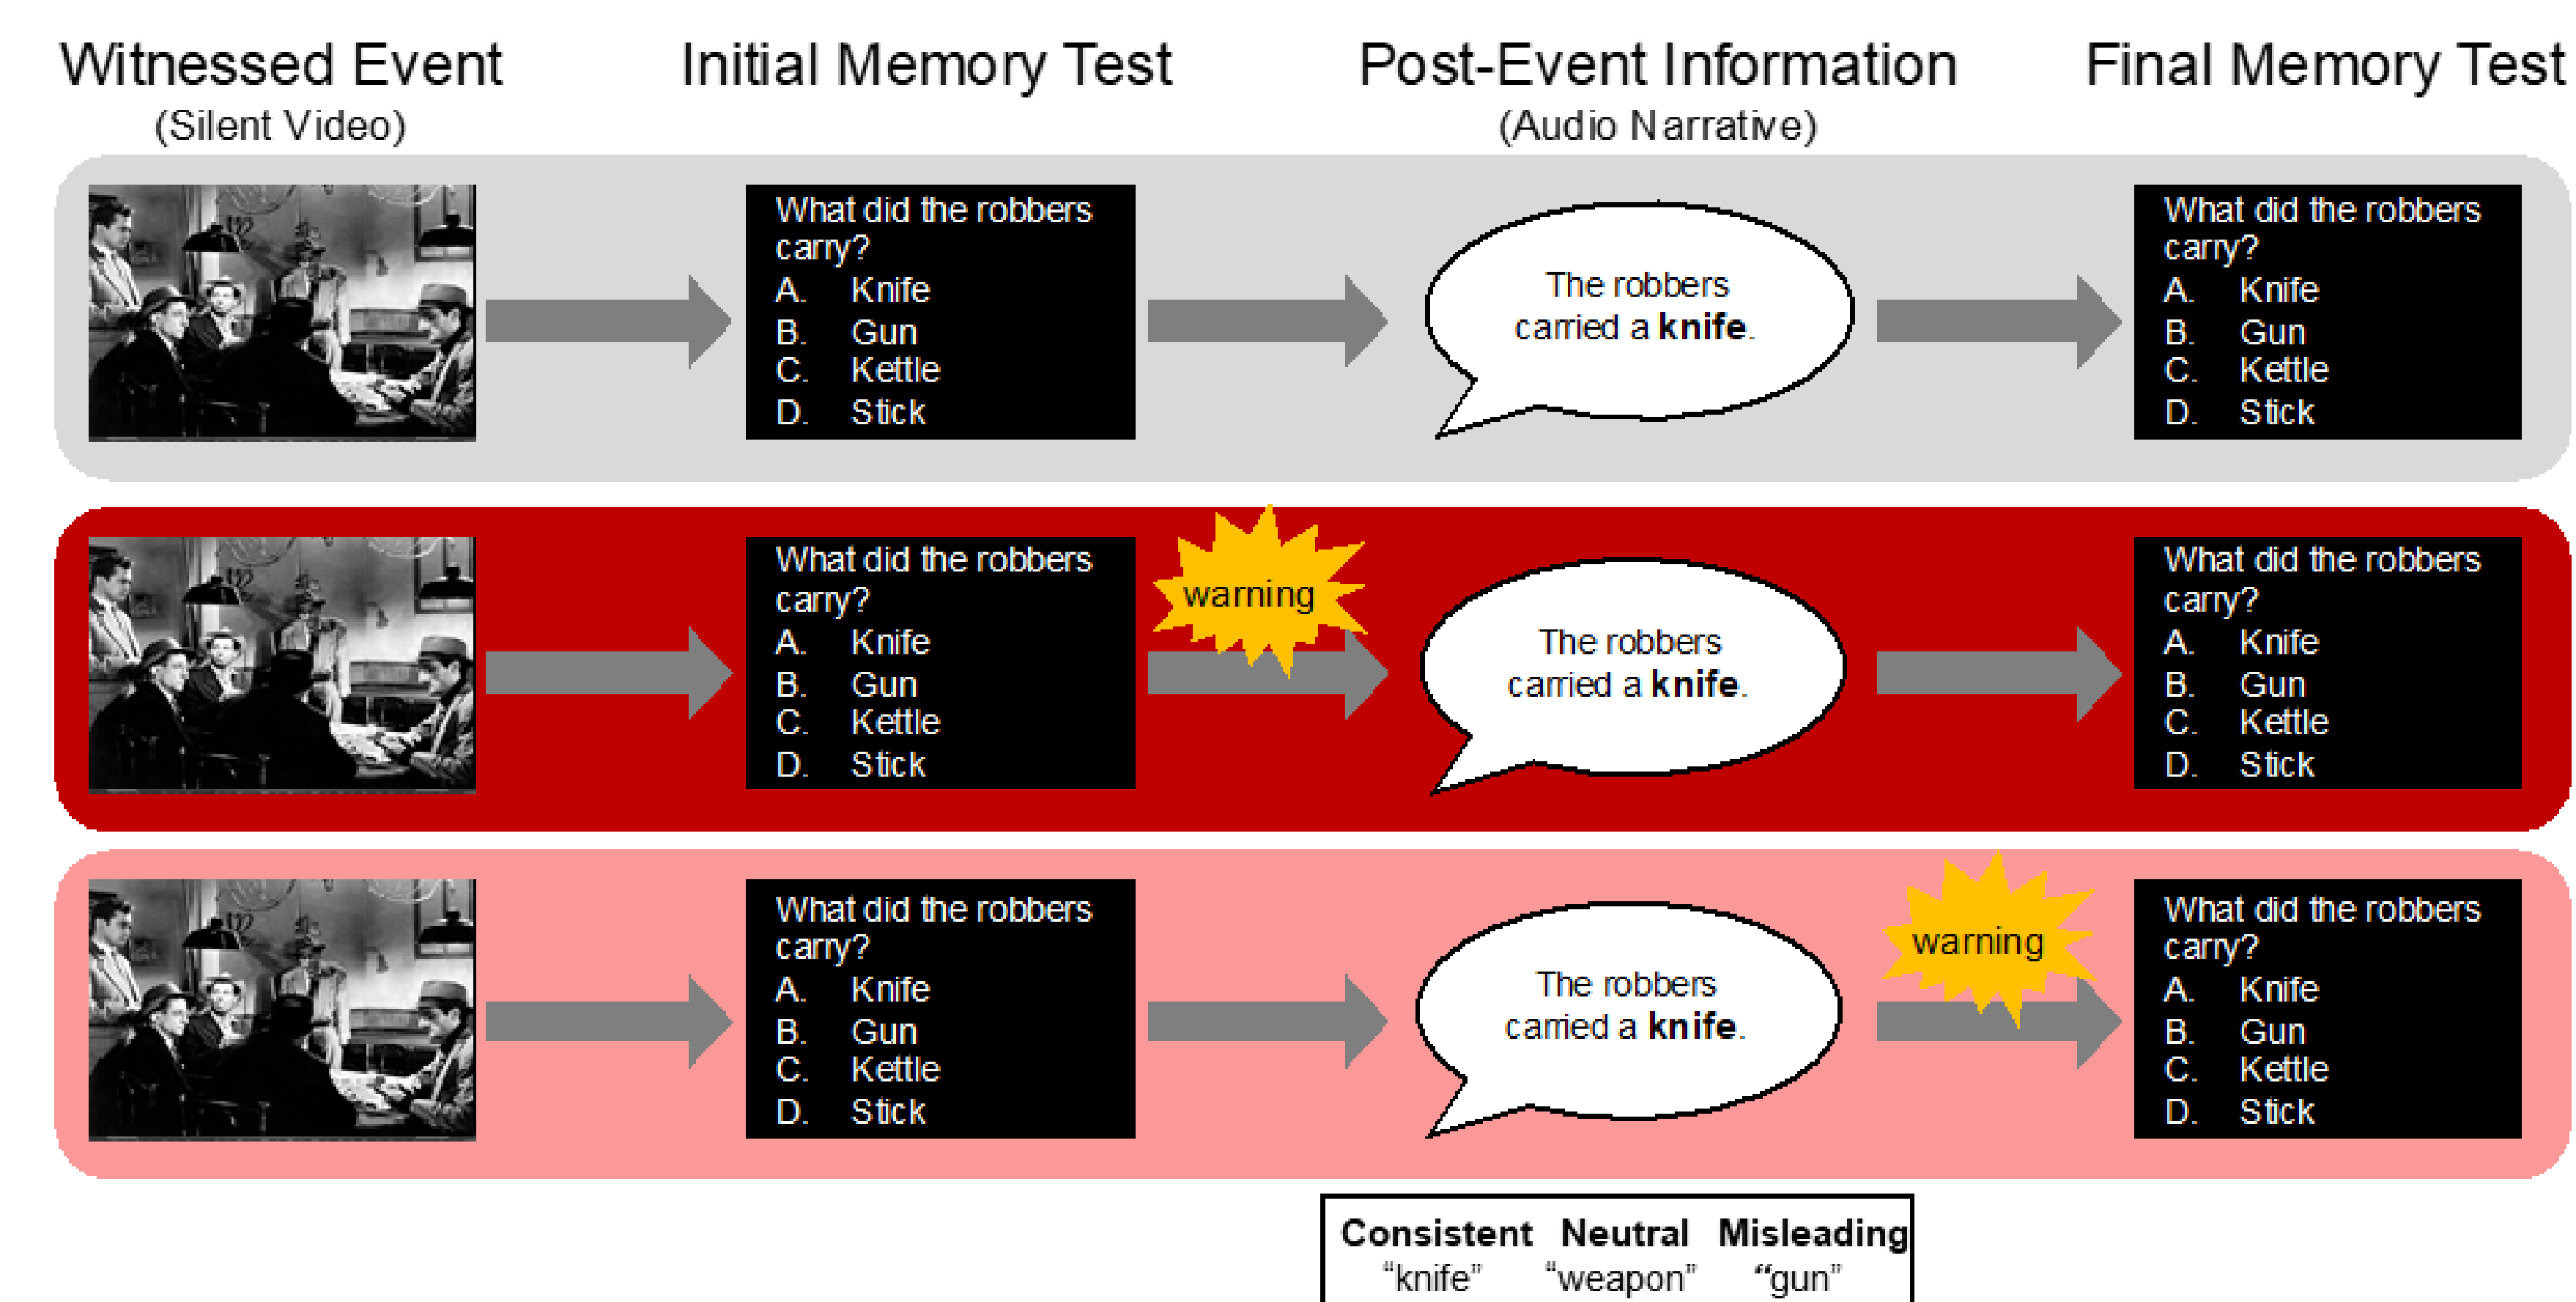 Witnessed Event
(Silent Video)
Initial Memory Test
Post-Event Information
(Audio Narrative)
Final Memory Test
What did the robbers
carry?
A. Knife
B. Gun
C. Kettle
D. Stick
The robbers
carried a knife.
What did the robbers
carry?
A. Knife
B. Gun
C. Kettle
D. Stick
What did the robbers
carry?
A. Knife
B. Gun
C. Kettle
D. Stick
warning
The robbers
carried a knife.
What did the robbers
carry?
A. Knife
B. Gun
C. Kettle
D. Stick
What did the robbers
carry?
A. Knife
B. Gun
C. Kettle
D. Stick
The robbers
carried a knife.
warning
What did the robbers
carry?
A. Knife
B. Gun
C. Kettle
D. Stick
Consistent Neutral Misleading
“knife” “weapon” “gun”